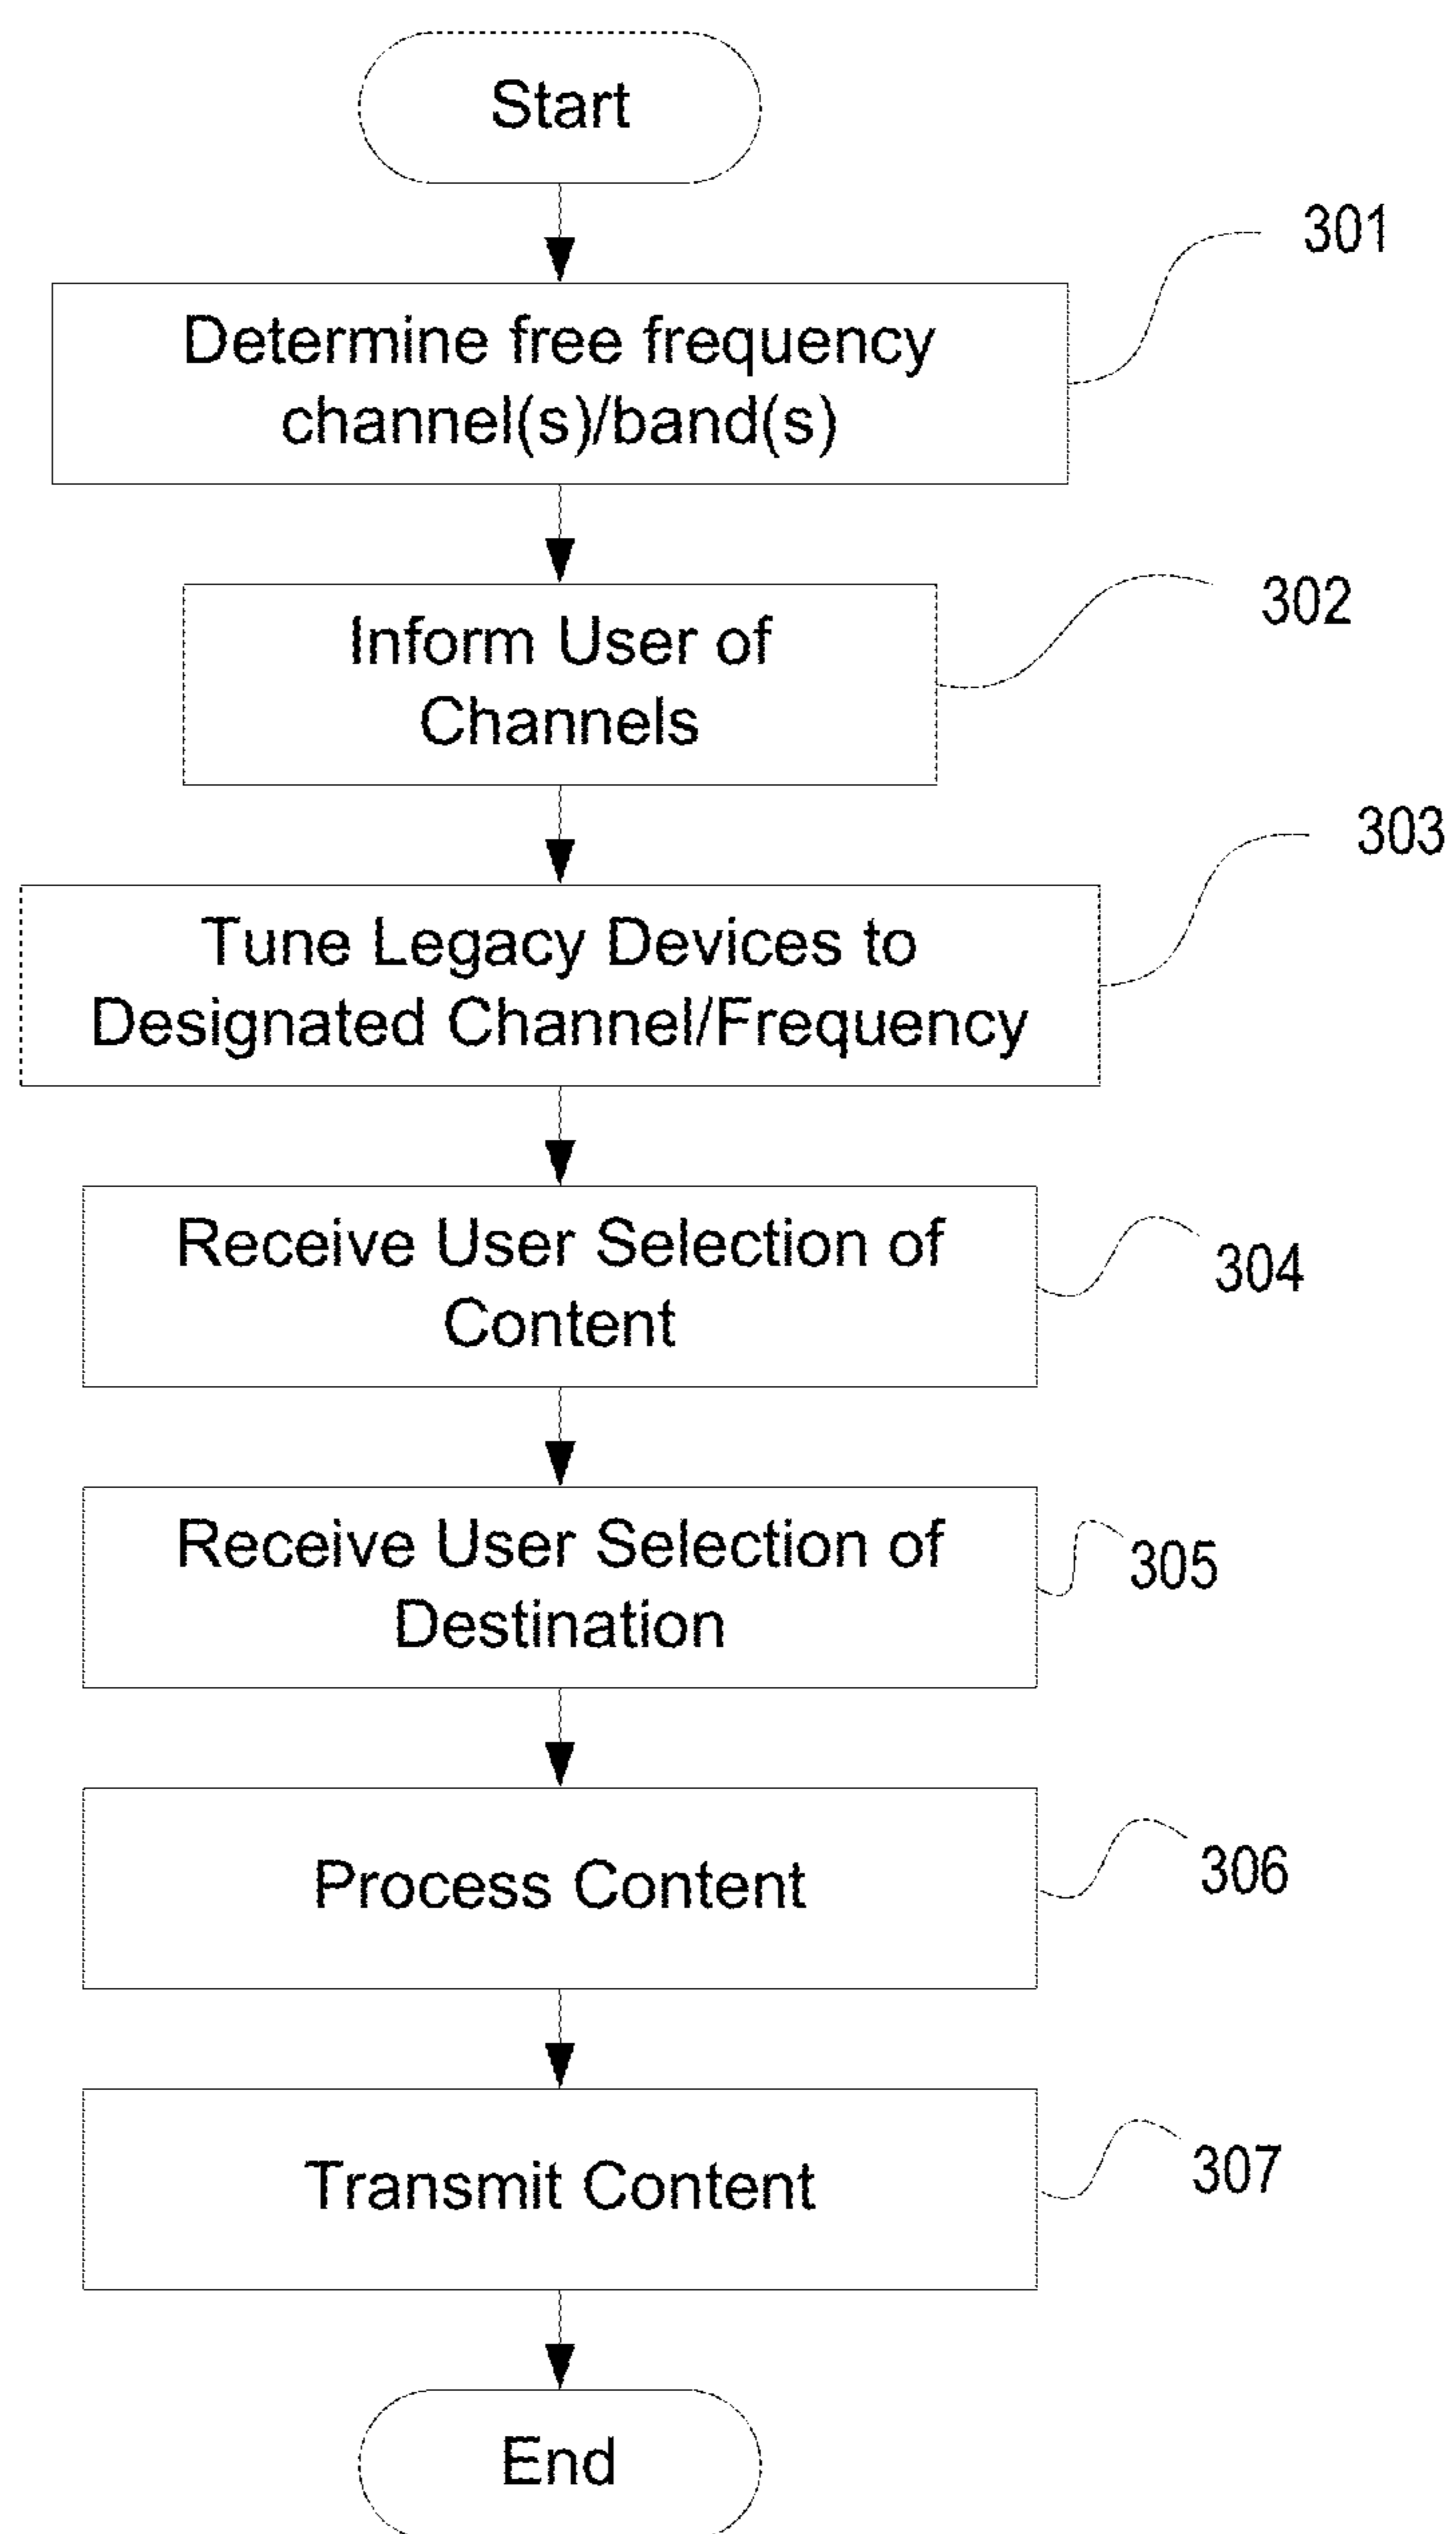 Start
301
Determine free frequency
channel(s)/band(s)
302
Inform User of
Channels
303
Tune Legacy Devices to
Designated Channel/Frequency
304
Receive User Selection of
Content
305
Receive User Selection of
Destination
306
Process Content
307
Transmit Content
End